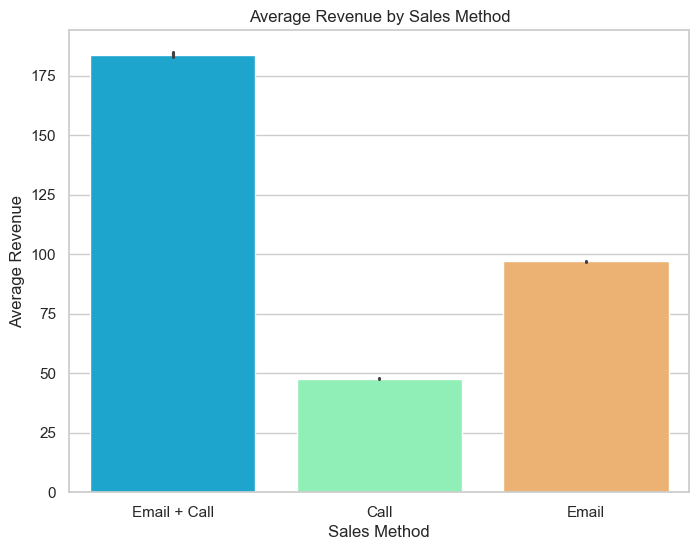 Average Revenue by Sales Method
Average Revenue
175
150
125
100
75
50
25
0
Email + Call
Call
Email
Sales Method